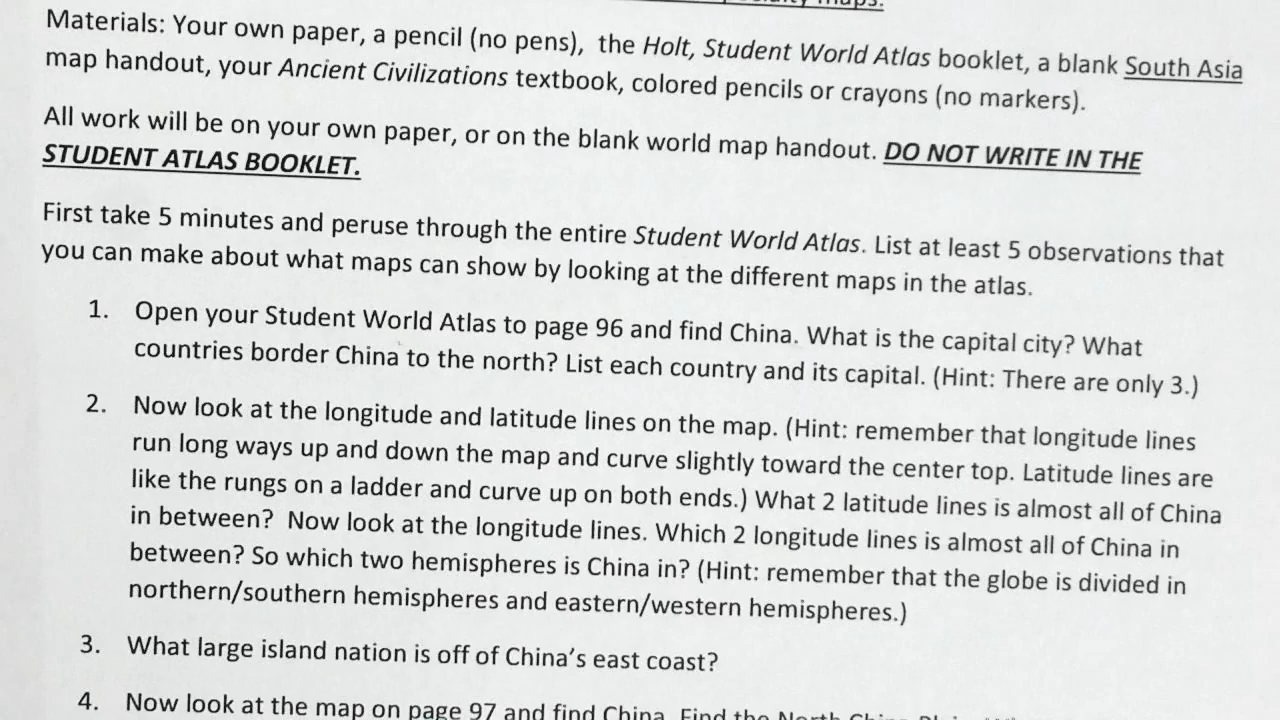 maps.
Materials: Your own paper, a pencil (no pens), the Holt, Student World Atlas booklet, a blank South Asia
map handout, your Ancient Civilizations textbook, colored pencils or crayons (no markers).
All work will be on your own paper, or on the blank world map handout. DO NOT WRITE IN THE
STUDENT ATLAS BOOKLET.
First take 5 minutes and peruse through the entire Student World Atlas. List at least 5 observations that
you can make about what maps can show by looking at the different maps in the atlas.
1. Open your Student World Atlas to page 96 and find China. What is the capital city? What
countries border China to the north? List each country and its capital. (Hint: There are only 3.)
2. Now look at the longitude and latitude lines on the map. (Hint: remember that longitude lines
run long ways up and down the map and curve slightly toward the center top. Latitude lines are
like the rungs on a ladder and curve up on both ends.) What 2 latitude lines is almost all of China
in between? Now look at the longitude lines. Which 2 longitude lines is almost all of China in
between? So which two hemispheres is China in? (Hint: remember that the globe is divided in
northern/southern hemispheres and eastern/western hemispheres.)
3. What large island nation is off of China's east coast?
4. Now look at the map on page 97 and find China. Find the North China